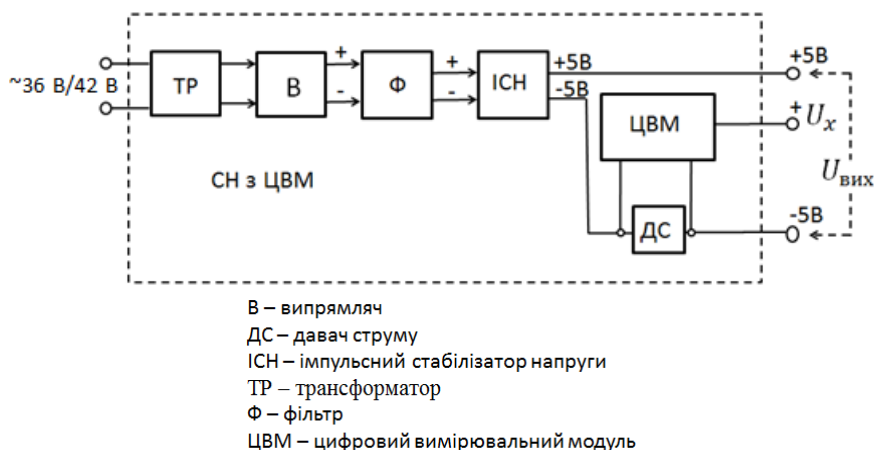 ~36 В/42 В
ТР
В
Ф
ІСН
+
-
+
-
+5В
-5В
ЦВМ
ДС
СН з ЦВМ
+5В
+ Uх
Uвих
-5В
В – випрямляч
ДС – давач струму
ІСН – імпульсний стабілізатор напруги
ТР – трансформатор
Ф – фільтр
ЦВМ – цифровий вимірювальний модуль